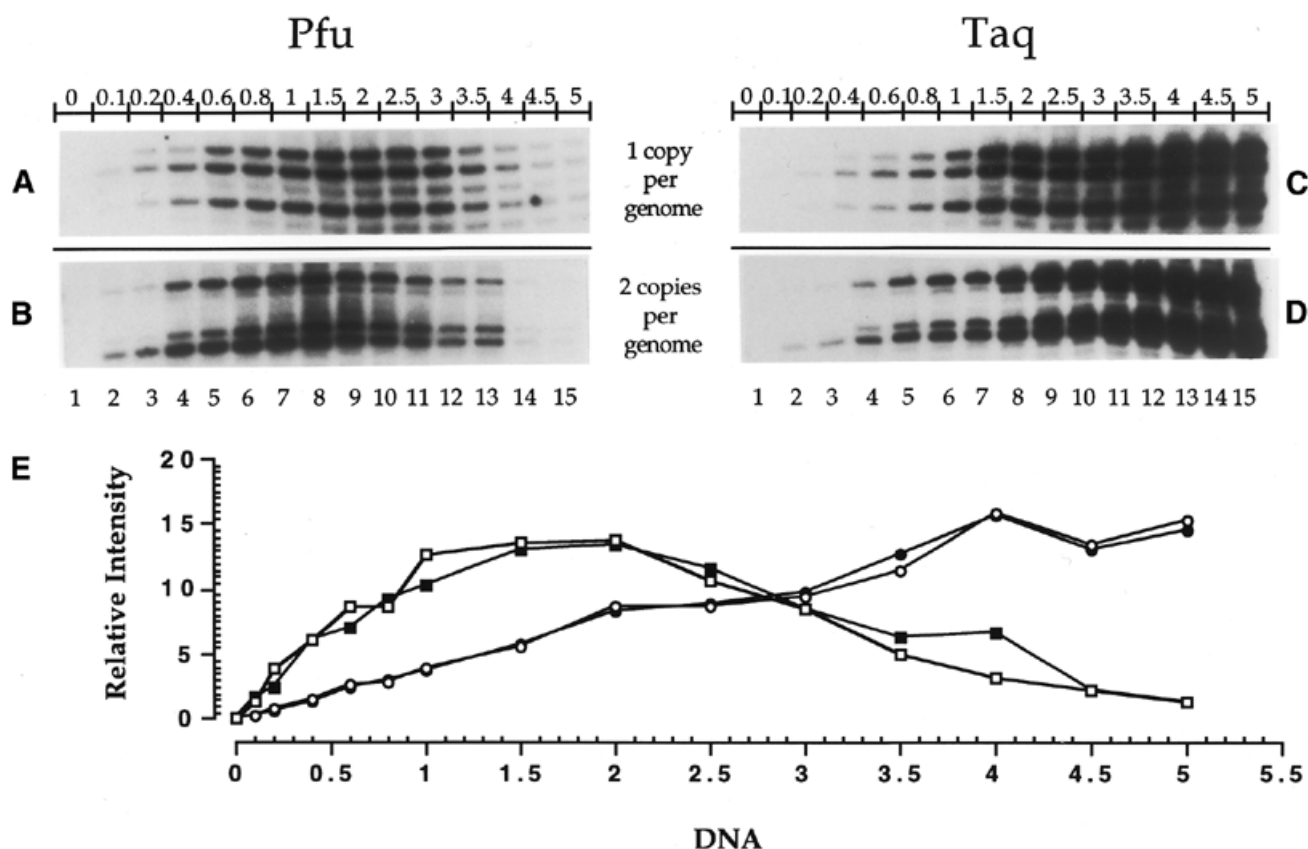 Pfu Taq
0 0.1 0.2 0.4 0.6 0.8 1 1.5 2 2.5 3 3.5 4 4.5 5
0 0.1 0.2 0.4 0.6 0.8 1 1.5 2 2.5 3 3.5 4 4.5 5
A
1 copy
per
genome
C
B
2 copies
per
genome
D
1 2 3 4 5 6 7 8 9 10 11 12 13 14 15
1 2 3 4 5 6 7 8 9 10 11 12 13 14 15
E
Relative Intensity
20
15
10
5
0
0 0.5 1 1.5 2 2.5 3 3.5 4 4.5 5 5.5
DNA